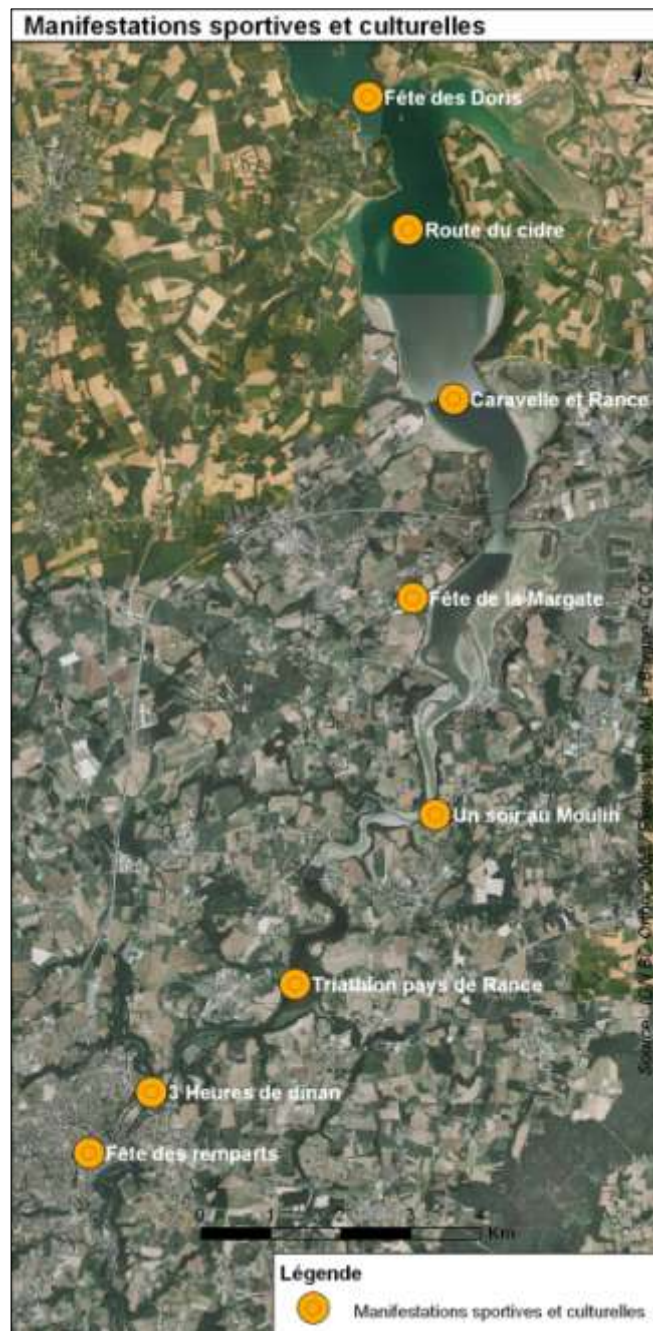 Manifestations sportives et culturelles
Fête des Doris
Route du cidre
Caravelle et Rance
Fête de la Margate
Un soir au Moulin
Triathlon pays de Rance
3 Heures de dinan
Fête des remparts
0 1 2 3 4
Km
Légende
Manifestations sportives et culturelles